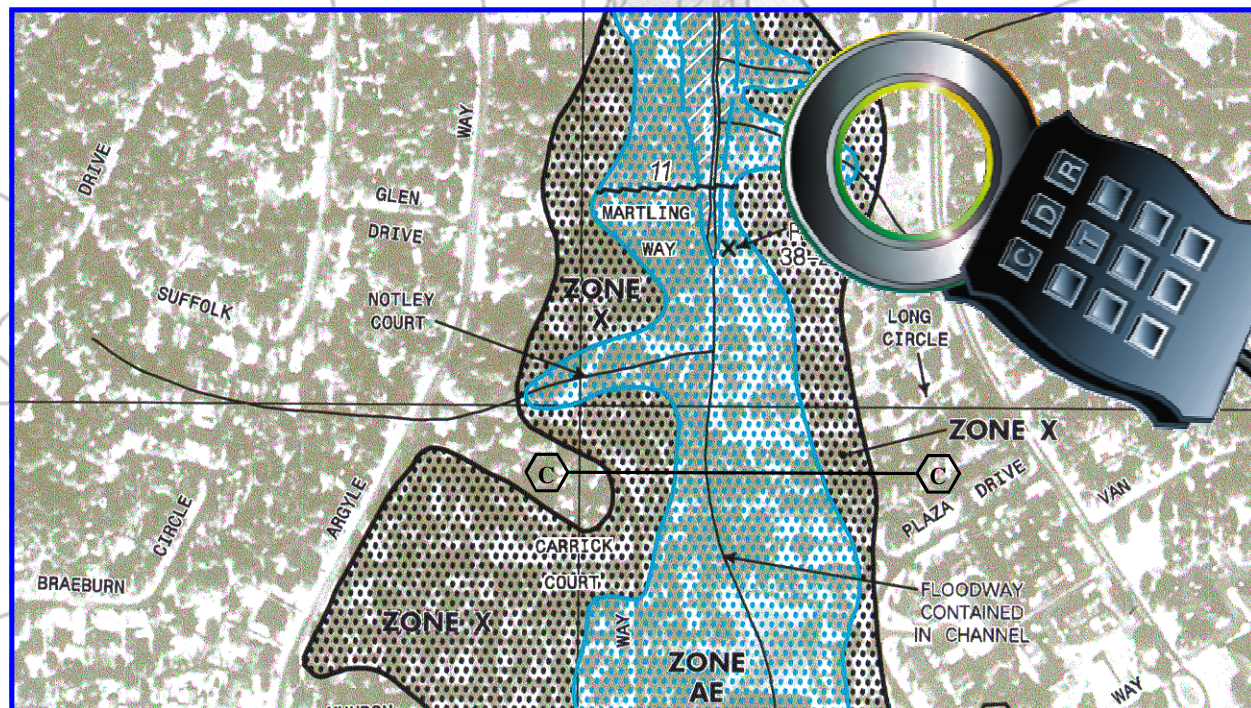 WAY
DRIVE
11
GLEN
MARTLING
DRIVE
WAY
38-
ZONE
X
SUFFOLK
NOTLEY
COURT
LONG
CIRCLE
R
D
C
T
ZONE X
C
C
DRIVE
PLAZA
VAN
ARGYLE
CIRCLE
CARRICK
COURT
BRAEBURN
FLOODWAY
CONTAINED
IN CHANNEL
ZONE X
WAY
ZONE
AE
WAY